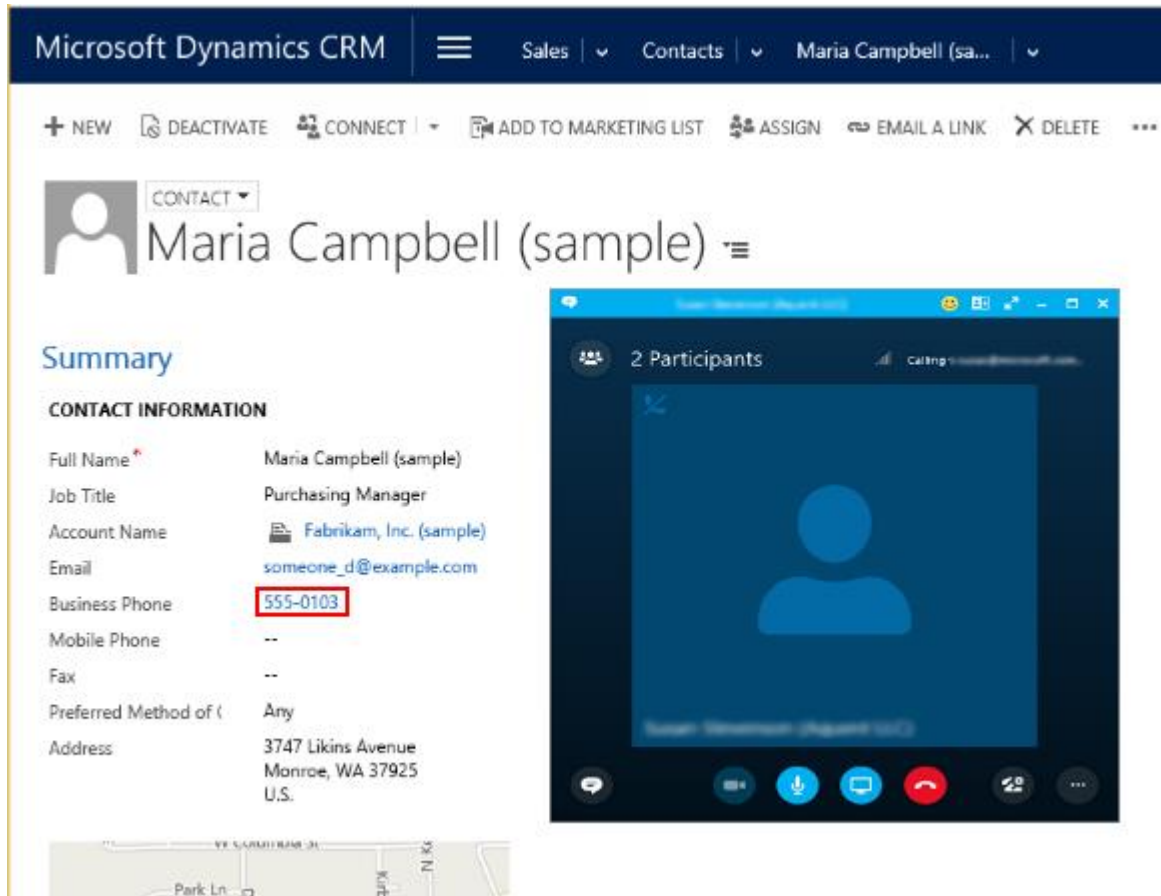 Microsoft Dynamics CRM Sales Contacts Maria Campbell (sa...
NEW DEACTIVATE CONNECT ADD TO MARKETING LIST ASSIGN EMAIL A LINK DELETE ...
CONTACT
Maria Campbell (sample)
Summary
CONTACT INFORMATION
Full Name* Maria Campbell (sample)
Job Title Purchasing Manager
Account Name Fabrikam, Inc. (sample)
Email someone_d@example.com
Business Phone 555-0103
Mobile Phone --
Fax --
Preferred Method of ( Any
Address 3747 Likins Avenue
Monroe, WA 37925
U.S.
2 Participants Calling
W Columbia St
Park Ln